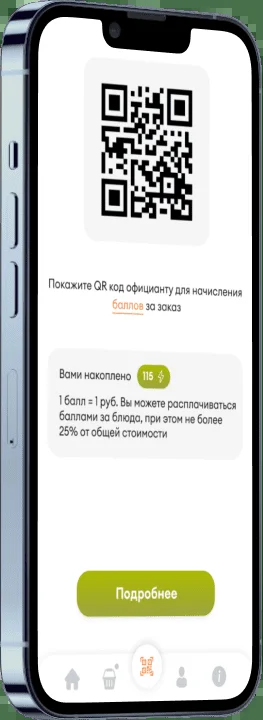 Покажите QR код официанту для начисления
баллов за заказ
Вами накоплено 115
1 балл = 1 руб. Вы можете расплачиваться
баллами за блюда, при этом не более
25% от общей стоимости
Подробнее